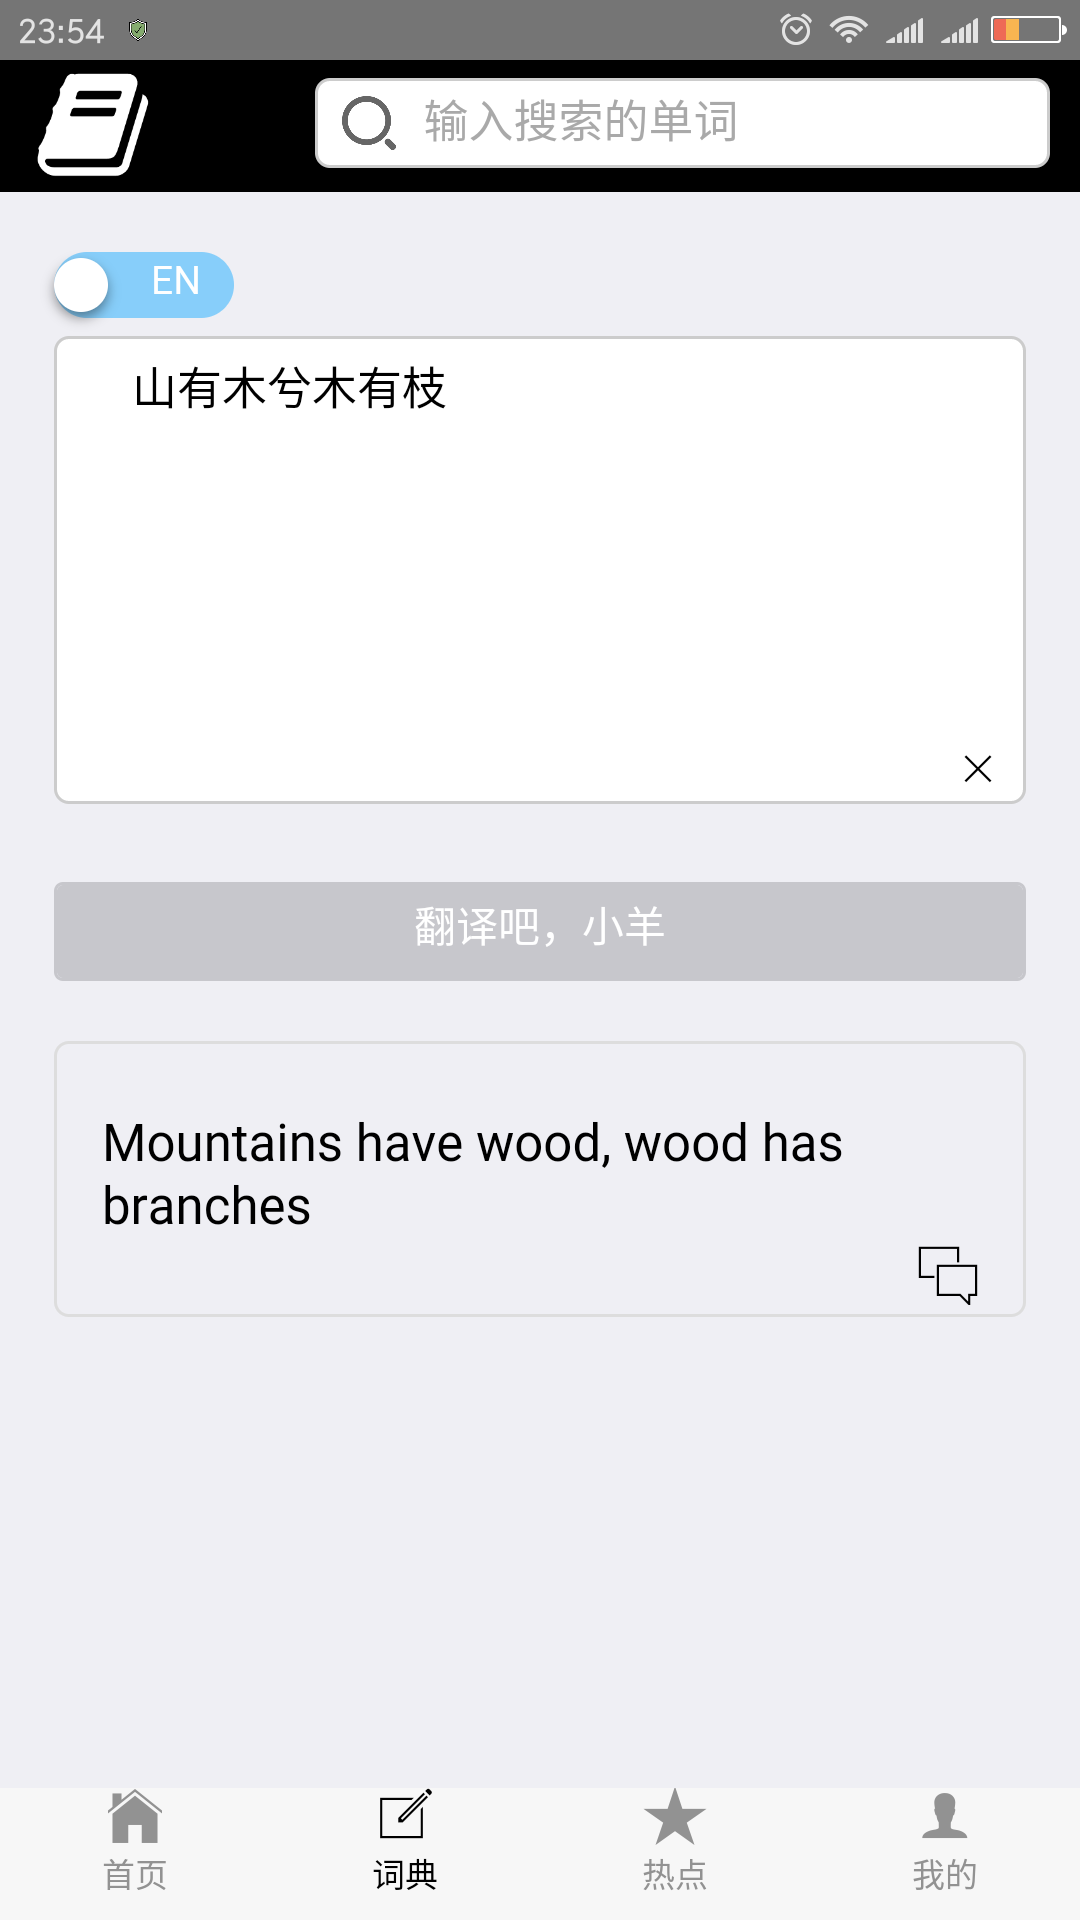 23:54
输入搜索的单词
EN
山有木兮木有枝
翻译吧，小羊
Mountains have wood, wood has
branches
首页
词典
热点
我的